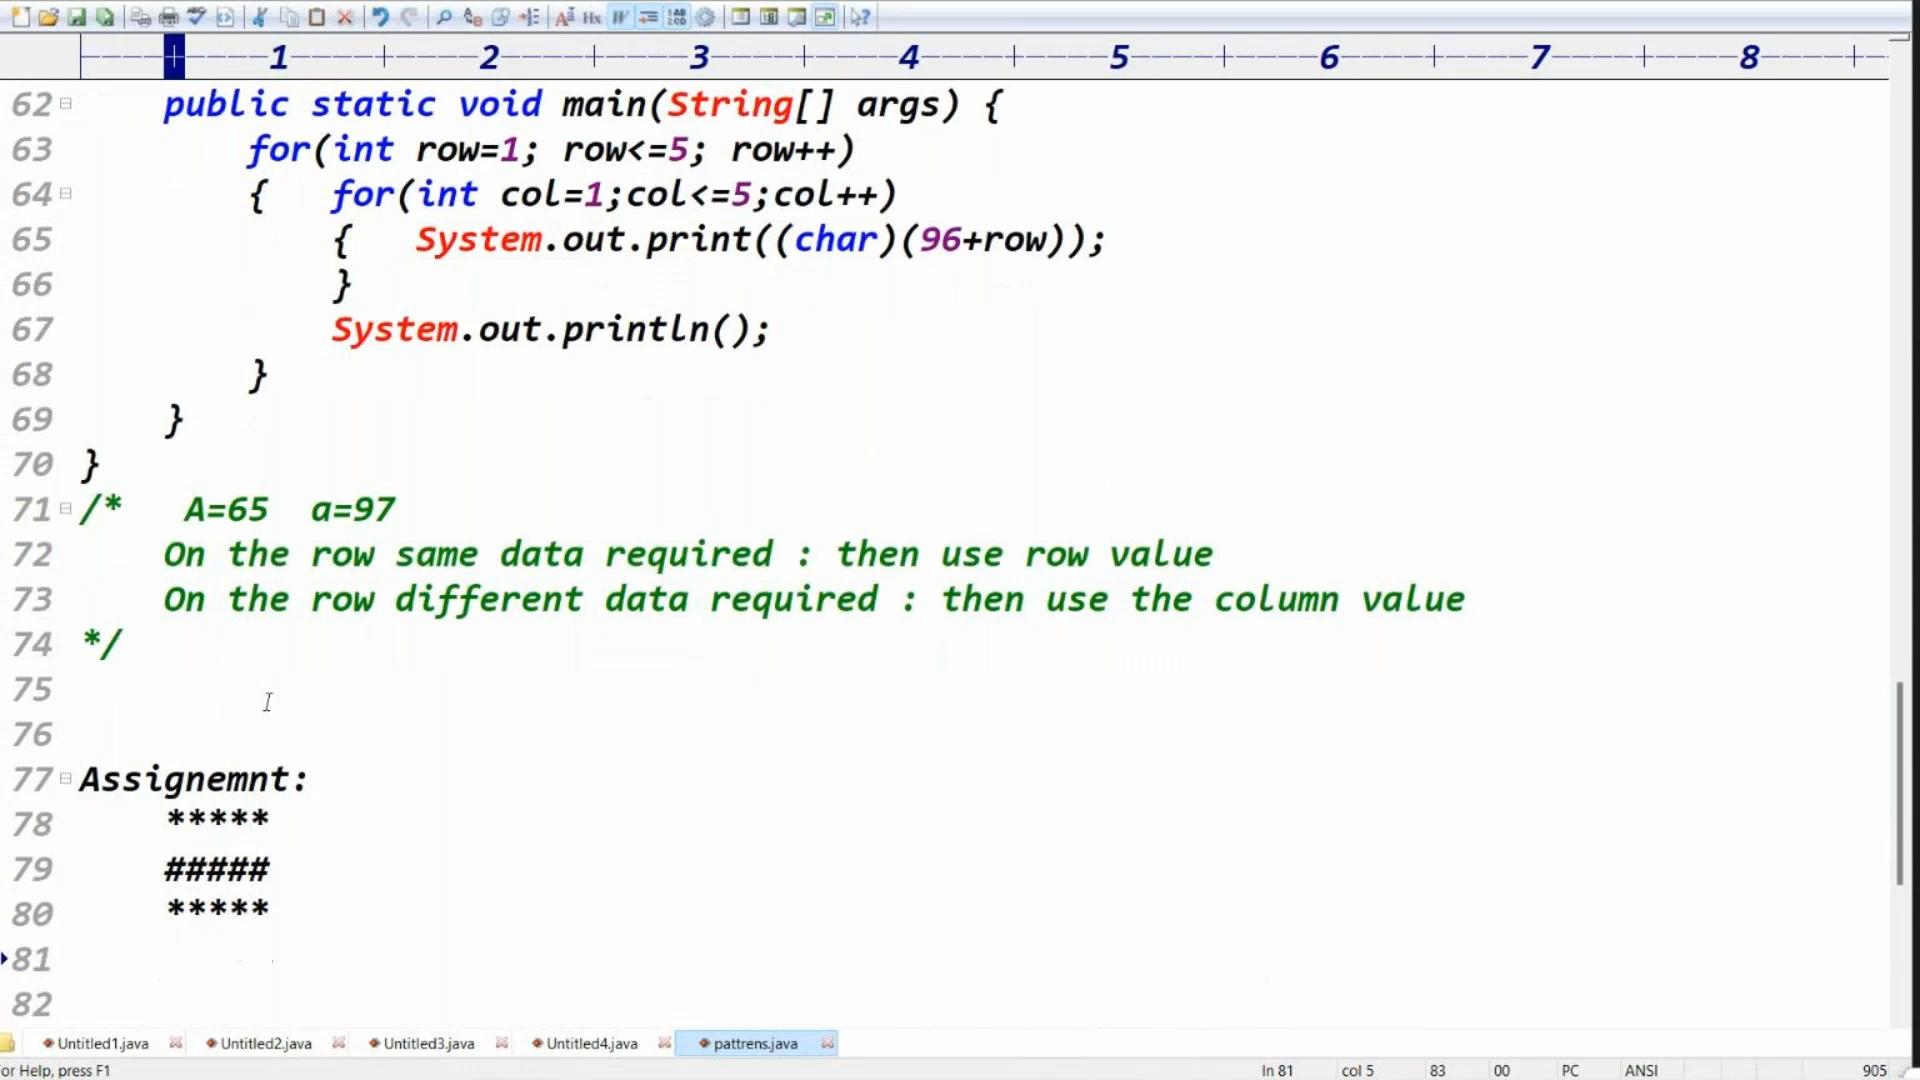 1 2 3 4 5 6 7 8
62 public static void main(String[] args) {
63 for(int row=1; row<=5; row++)
64 { for(int col=1;col<=5;col++)
65 { System.out.print((char)(96+row));
66 }
67 System.out.println();
68 }
69 }
70 }
71 /* A=65 a=97
72 On the row same data required : then use row value
73 On the row different data required : then use the column value
74 */
75
76
77 Assignemnt:
78 *****
79 #####
80 *****
81
82
Untitled1.java Untitled2.java Untitled3.java Untitled4.java pattrens.java
or Help, press F1 ln 81 col 5 83 00 PC ANSI 905